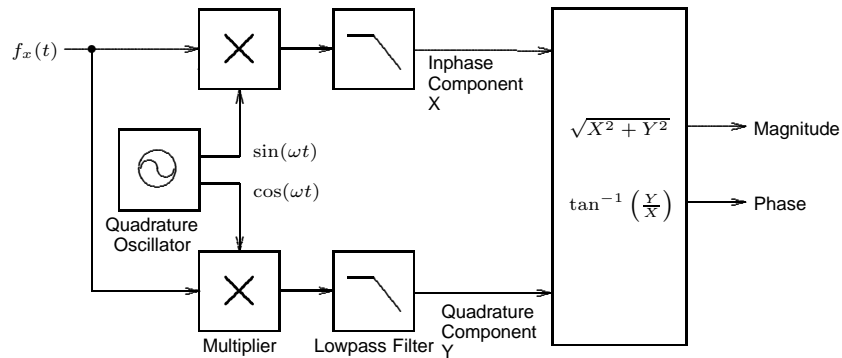 f_x(t)
Inphase
Component
X
√X² + Y²
Magnitude
sin(ωt)
cos(ωt)
tan⁻¹ (Y/X)
Phase
Quadrature
Oscillator
Quadrature
Component
Y
Multiplier
Lowpass Filter